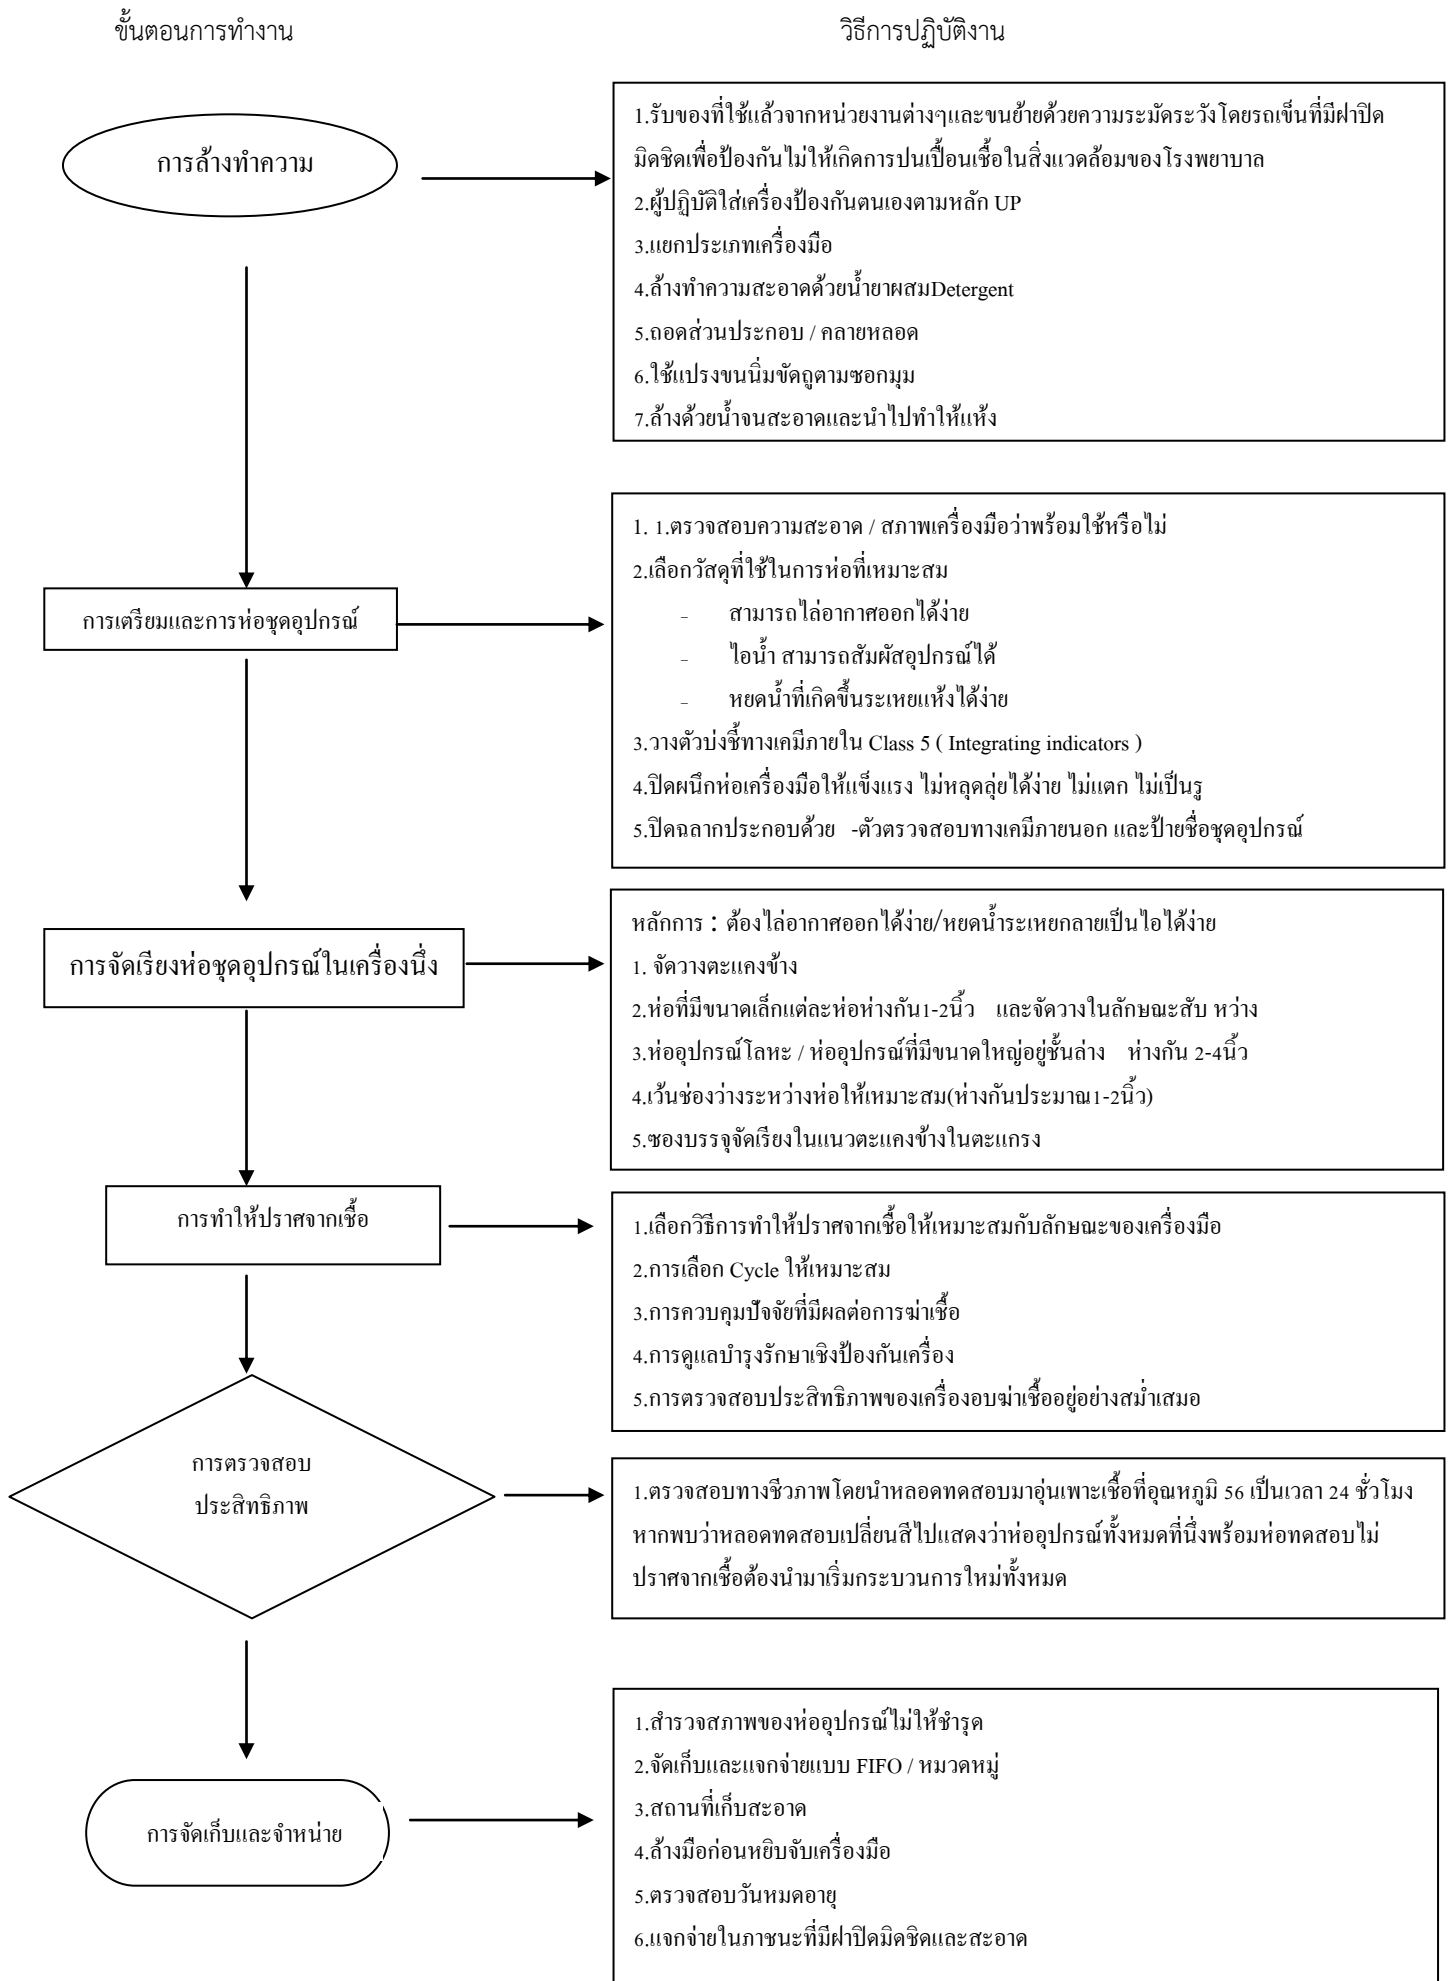 ขั้นตอนการทำงาน
วิธีการปฏิบัติงาน
การล้างทำความ
1.รับของที่ใช้แล้วจากหน่วยงานต่างๆและขนย้ายด้วยความระมัดระวังโดยรถเข็นที่มีฝาปิด
มิดชิดเพื่อป้องกันไม่ให้เกิดการปนเปื้อนเชื้อในสิ่งแวดล้อมของโรงพยาบาล
2.ผู้ปฏิบัติใส่เครื่องป้องกันตนเองตามหลัก UP
3.แยกประเภทเครื่องมือ
4.ล้างทำความสะอาดด้วยน้ำยาผสมDetergent
5.ถอดส่วนประกอบ / คลายหลอด
6.ใช้แปรงขนนิ่มขัดถูตามซอกมุม
7.ล้างด้วยน้ำจนสะอาดและนำไปทำให้แห้ง
การเตรียมและการห่อชุดอุปกรณ์
1. 1.ตรวจสอบความสะอาด / สภาพเครื่องมือว่าพร้อมใช้หรือไม่
2.เลือกวัสดุที่ใช้ในการห่อที่เหมาะสม
- สามารถไล่อากาศออกได้ง่าย
- ไอน้ำ สามารถสัมผัสอุปกรณ์ได้
- หยดน้ำที่เกิดขึ้นระเหยแห้งได้ง่าย
3.วางตัวบ่งชี้ทางเคมีภายใน Class 5 ( Integrating indicators )
4.ปิดผนึกห่อเครื่องมือให้แข็งแรง ไม่หลุดลุ่ยได้ง่าย ไม่แตก ไม่เป็นรู
5.ปิดฉลากประกอบด้วย -ตัวตรวจสอบทางเคมีภายนอก และป้ายชื่อชุดอุปกรณ์
การจัดเรียงห่อชุดอุปกรณ์ในเครื่องนึ่ง
หลักการ : ต้องไล่อากาศออกได้ง่าย/หยดน้ำระเหยกลายเป็นไอได้ง่าย
1. จัดวางตะแคงข้าง
2.ห่อที่มีขนาดเล็กแต่ละห่อห่างกัน1-2นิ้ว และจัดวางในลักษณะสับ หว่าง
3.ห่ออุปกรณ์โลหะ / ห่ออุปกรณ์ที่มีขนาดใหญ่อยู่ชั้นล่าง ห่างกัน 2-4นิ้ว
4.เว้นช่องว่างระหว่างห่อให้เหมาะสม(ห่างกันประมาณ1-2นิ้ว)
5.ซองบรรจุจัดเรียงในแนวตะแคงข้างในตะแกรง
การทำให้ปราศจากเชื้อ
1.เลือกวิธีการทำให้ปราศจากเชื้อให้เหมาะสมกับลักษณะของเครื่องมือ
2.การเลือก Cycle ให้เหมาะสม
3.การควบคุมปัจจัยที่มีผลต่อการฆ่าเชื้อ
4.การดูแลบำรุงรักษาเชิงป้องกันเครื่อง
5.การตรวจสอบประสิทธิภาพของเครื่องอบฆ่าเชื้ออยู่อย่างสม่ำเสมอ
การตรวจสอบ
ประสิทธิภาพ
1.ตรวจสอบทางชีวภาพโดยนำหลอดทดสอบมาอุ่นเพาะเชื้อที่อุณหภูมิ 56 เป็นเวลา 24 ชั่วโมง
หากพบว่าหลอดทดสอบเปลี่ยนสีไปแสดงว่าห่ออุปกรณ์ทั้งหมดที่นึ่งพร้อมห่อทดสอบไม่
ปราศจากเชื้อต้องนำมาเริ่มกระบวนการใหม่ทั้งหมด
การจัดเก็บและจำหน่าย
1.สำรวจสภาพของห่ออุปกรณ์ไม่ให้ชำรุด
2.จัดเก็บและแจกจ่ายแบบ FIFO / หมวดหมู่
3.สถานที่เก็บสะอาด
4.ล้างมือก่อนหยิบจับเครื่องมือ
5.ตรวจสอบวันหมดอายุ
6.แจกจ่ายในภาชนะที่มีฝาปิดมิดชิดและสะอาด